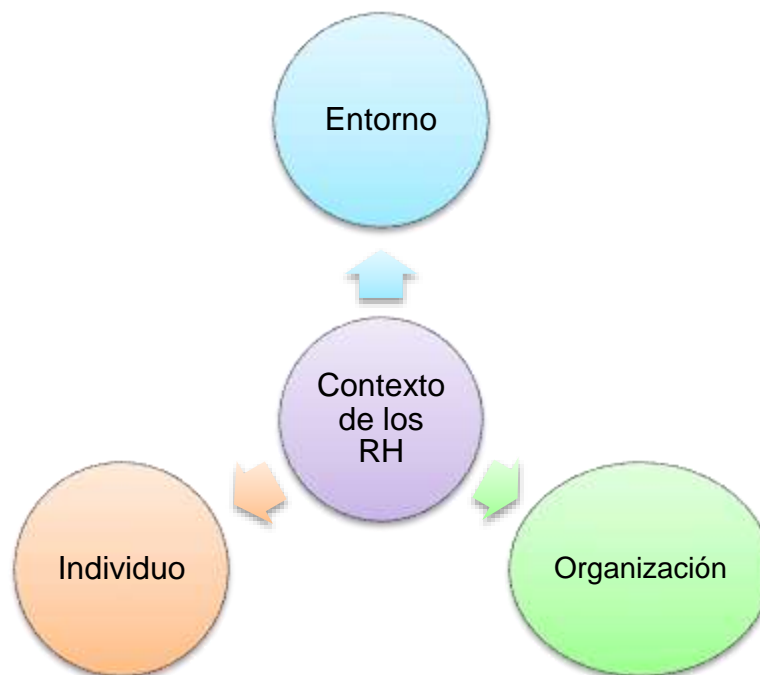 Entorno
Contexto
de los
RH
Individuo
Organización